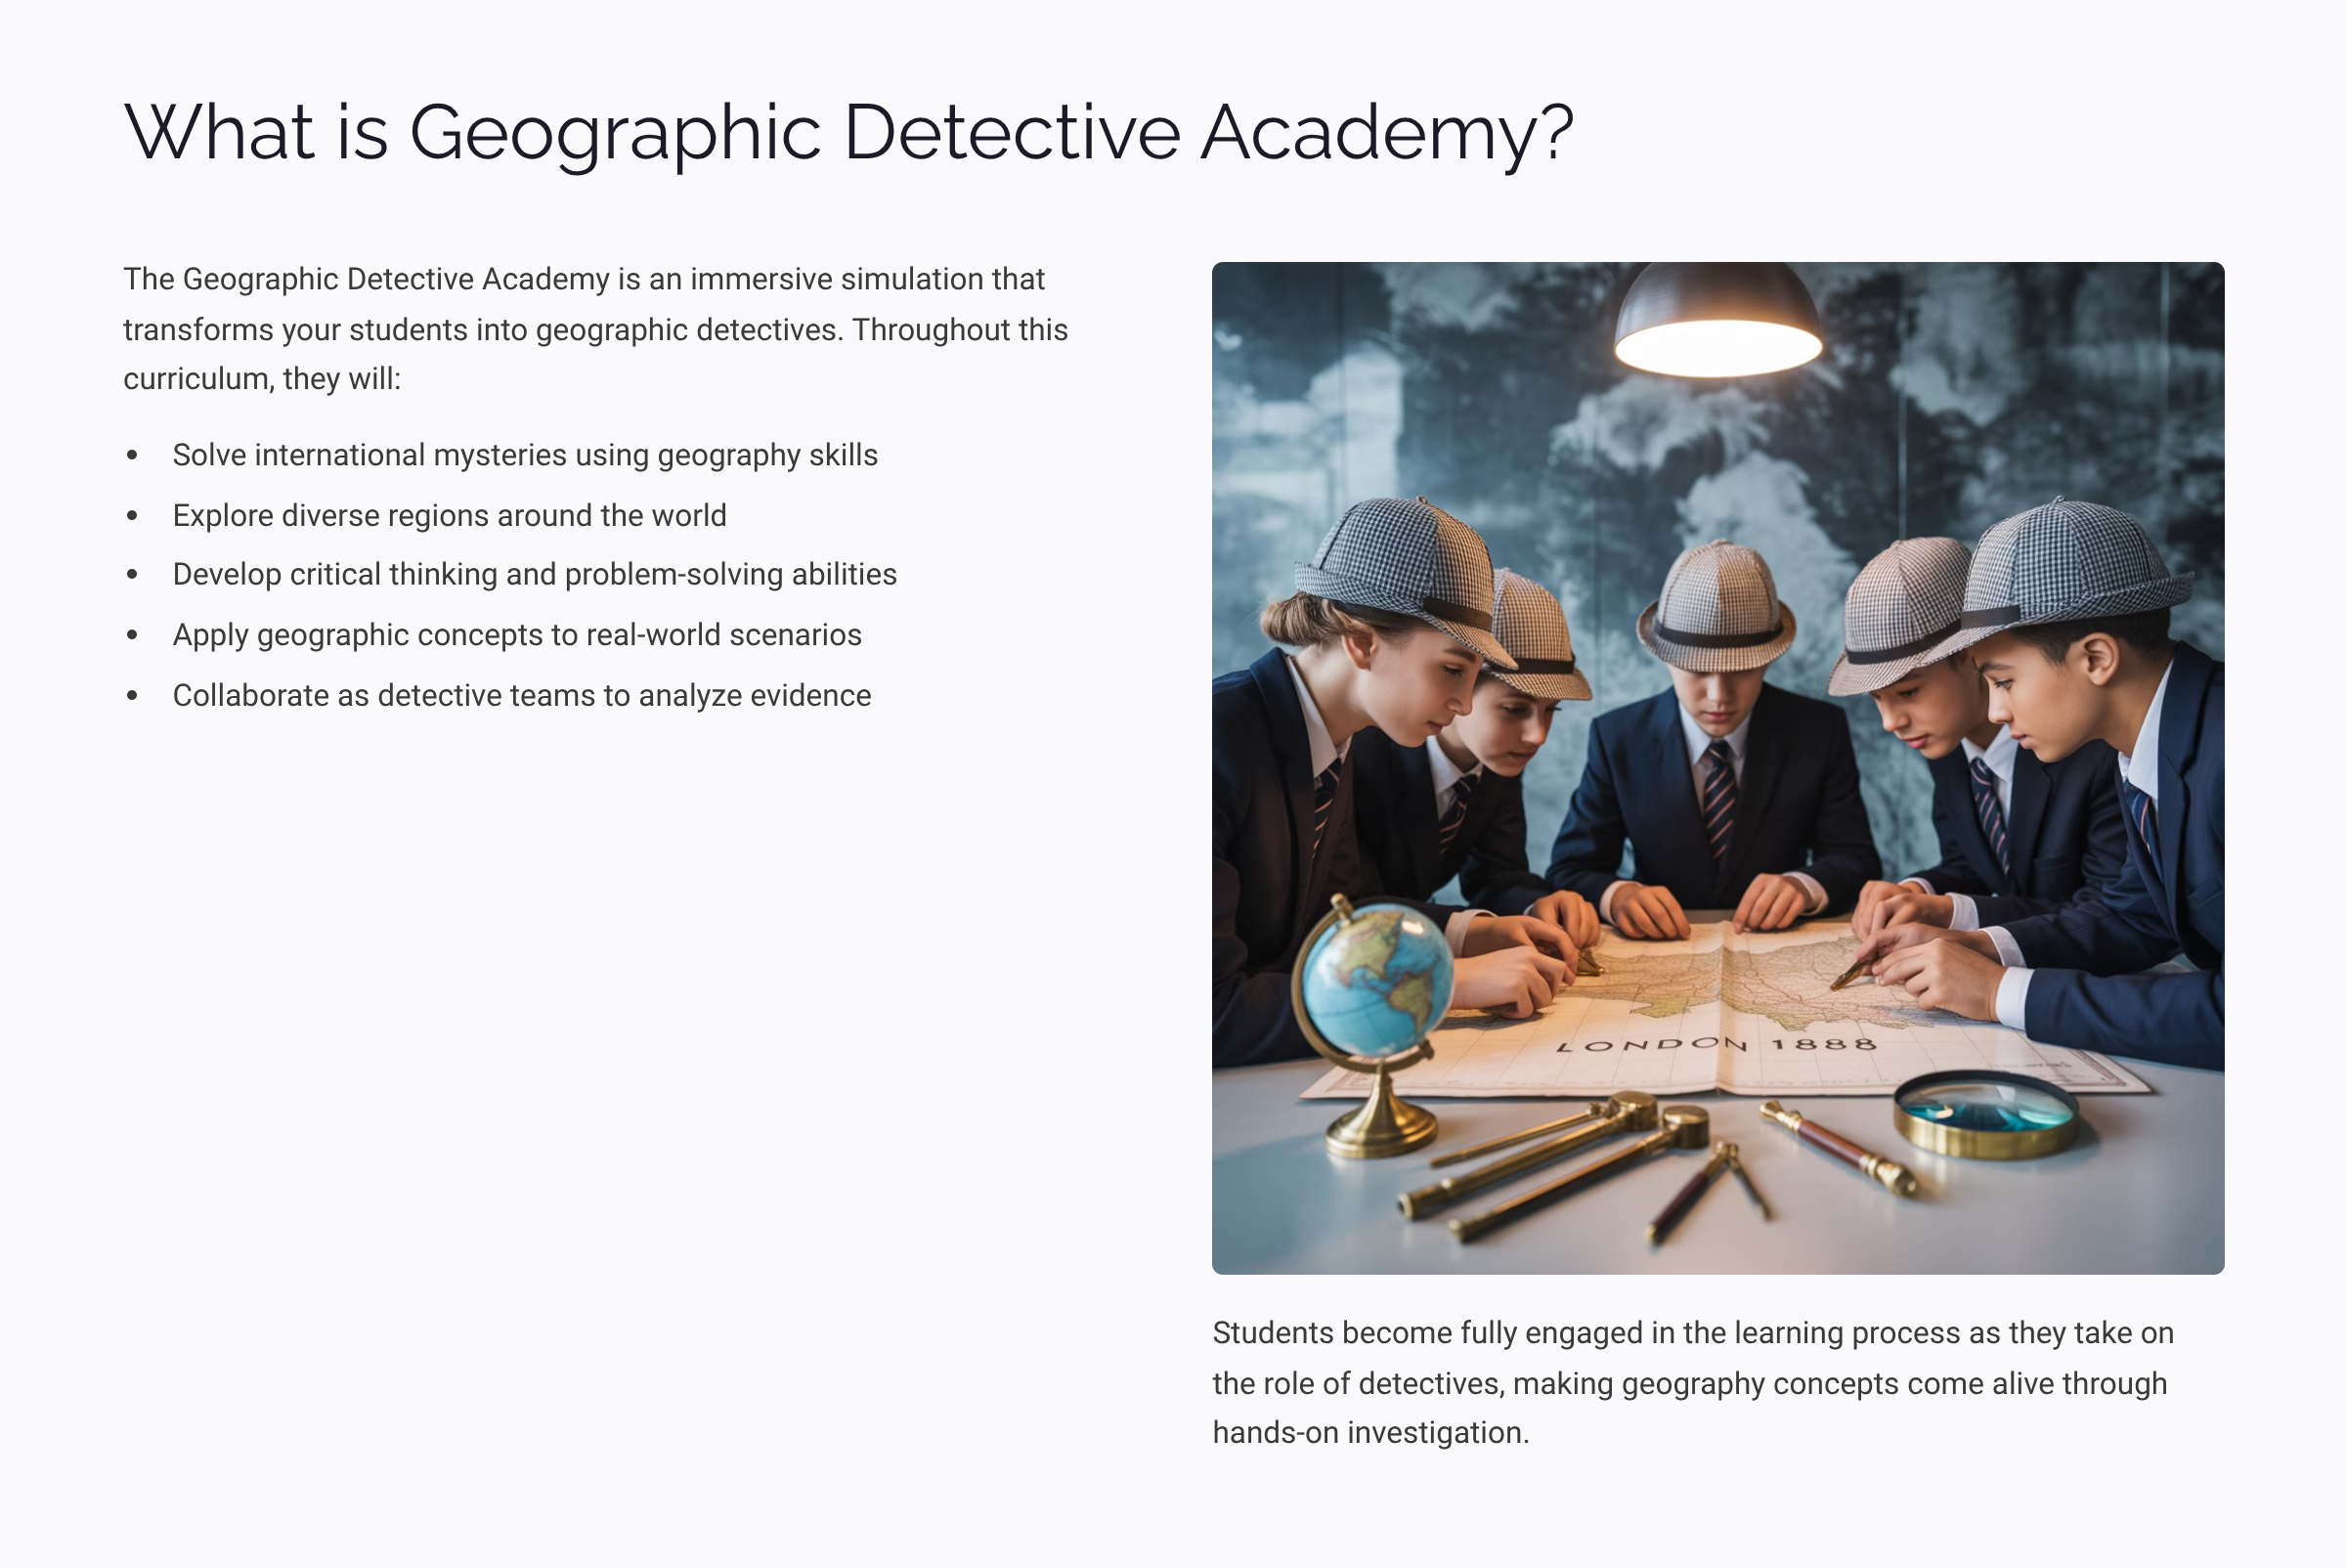 What is Geographic Detective Academy?
The Geographic Detective Academy is an immersive simulation that
transforms your students into geographic detectives. Throughout this
curriculum, they will:
• Solve international mysteries using geography skills
• Explore diverse regions around the world
• Develop critical thinking and problem-solving abilities
• Apply geographic concepts to real-world scenarios
• Collaborate as detective teams to analyze evidence
LONDON 1888
Students become fully engaged in the learning process as they take on
the role of detectives, making geography concepts come alive through
hands-on investigation.